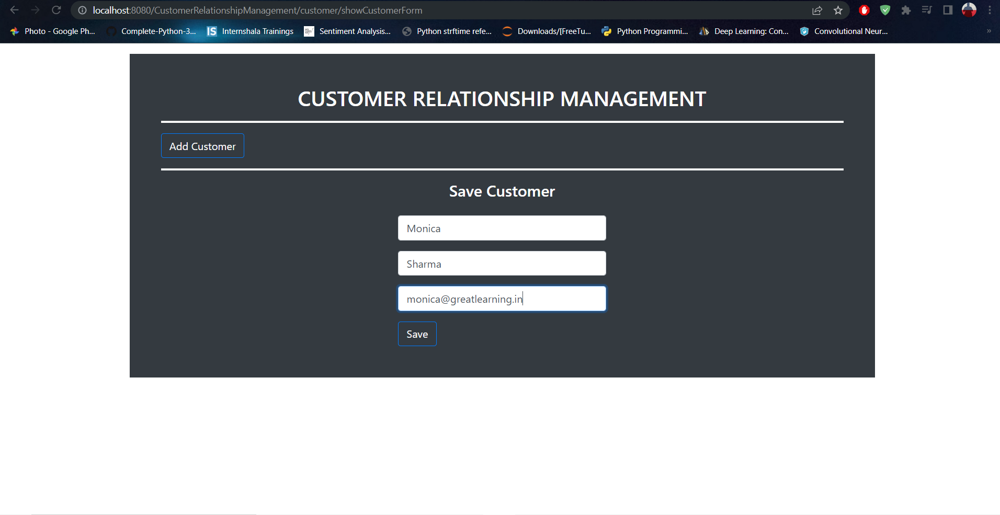 localhost:8080/CustomerRelationshipManagement/customer/showCustomerForm
Photo - Google Ph... Complete-Python-3... IS Internshala Trainings Sentiment Analysis... Python strftime refe... Downloads/[FreeTu... Python Programmi... Deep Learning: Con... Convolutional Neur... »
CUSTOMER RELATIONSHIP MANAGEMENT
Add Customer
Save Customer
Monica
Sharma
monica@greatlearning.in
Save